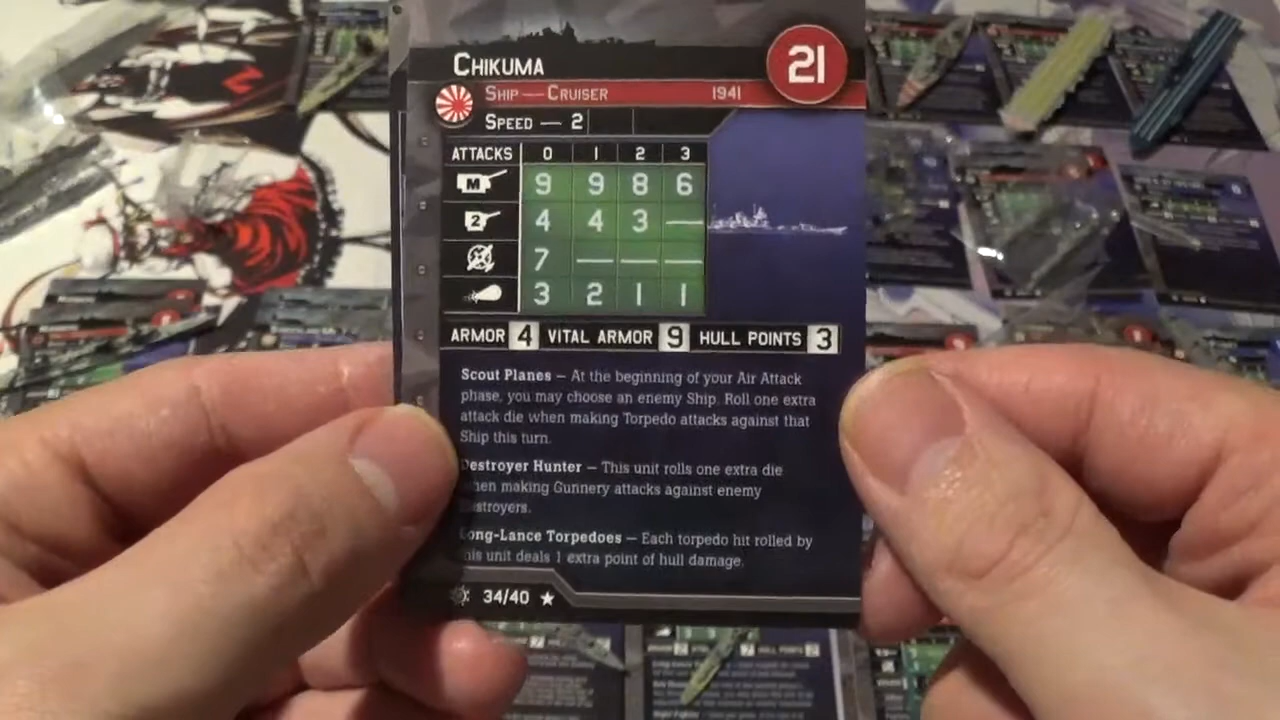 CHIKUMA
21
SHIP — CRUISER 1941
SPEED — 2
ATTACKS 0 1 2 3
M 9 9 8 6
2 4 4 3 —
7 — — —
3 2 1 1
ARMOR 4 VITAL ARMOR 9 HULL POINTS 3
Scout Planes — At the beginning of your Air Attack
phase, you may choose an enemy Ship. Roll one extra
attack die when making Torpedo attacks against that
Ship this turn.
Destroyer Hunter — This unit rolls one extra die
when making Gunnery attacks against enemy
Destroyers.
Long-Lance Torpedoes — Each torpedo hit rolled by
this unit deals 1 extra point of hull damage.
34/40 ★